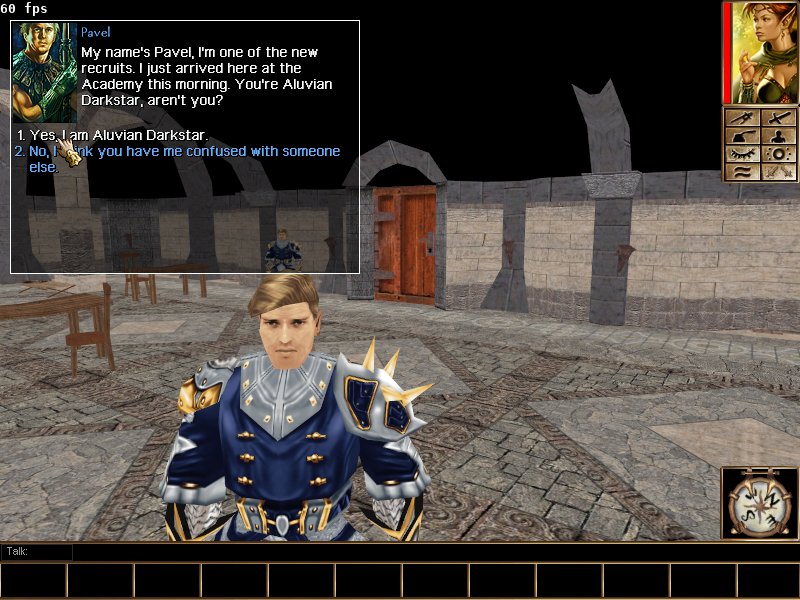 60 fps
Pavel
My name's Pavel, I'm one of the new
recruits. I just arrived here at the
Academy this morning. You're Aluvian
Darkstar, aren't you?
1. Yes, I am Aluvian Darkstar.
2. No, I think you have me confused with someone
else.
Talk:
N
E
S